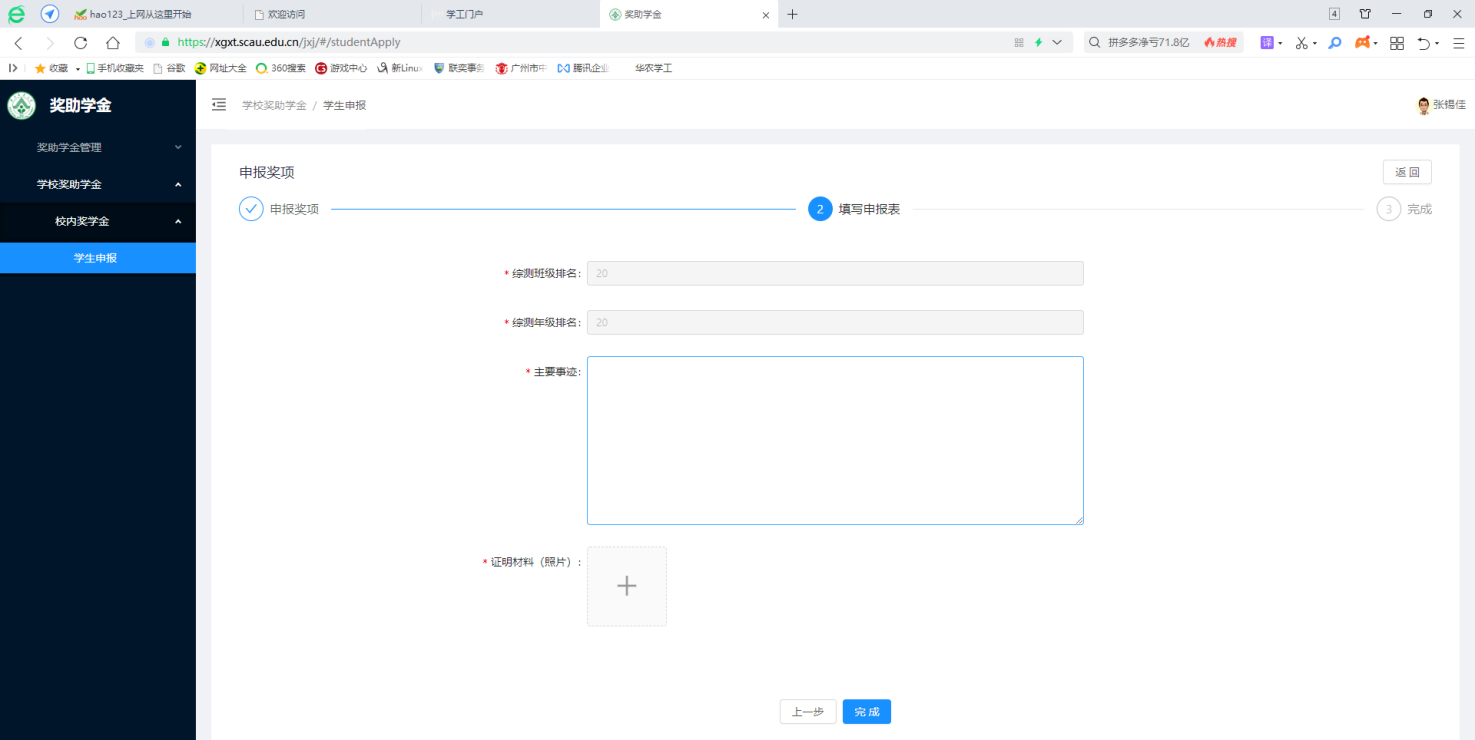 hao123_上网从这里开始
欢迎访问
学工门户
奖助学金
4
https://xgxt.scau.edu.cn/jxj/#/studentApply
拼多多净亏71.8亿
热搜
译
收藏
手机收藏夹
谷歌
网址大全
360搜索
G 游戏中心
新Linu
联奕事务
广州市中
腾讯企业
华农学工
奖助学金
学校奖助学金 / 学生申报
张锡佳
奖助学金管理
学校奖助学金
校内奖学金
学生申报
申报奖项
返 回
申报奖项
2 填写申报表
3 完成
* 综测班级排名: 20
* 综测年级排名: 20
* 主要事迹:
* 证明材料（照片）:
上一步
完 成